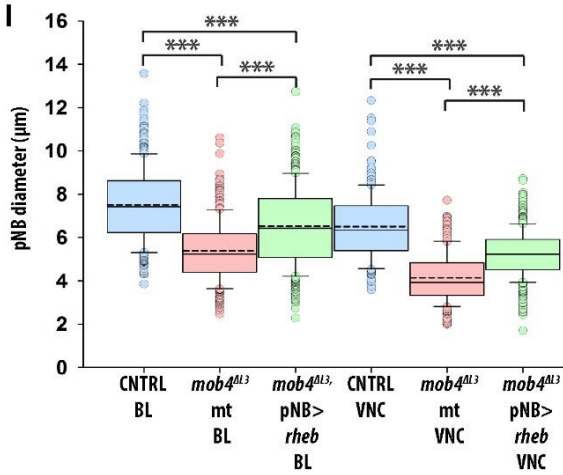 I
16
14
12
10
8
6
4
2
0
pNB diameter (µm)
***
***
***
***
***
***
CNTRL
BL
mob4ΔL3
mt
BL
mob4ΔL3,
pNB>
rheb
BL
CNTRL
VNC
mob4ΔL3
mt
VNC
mob4ΔL3
pNB>
rheb
VNC